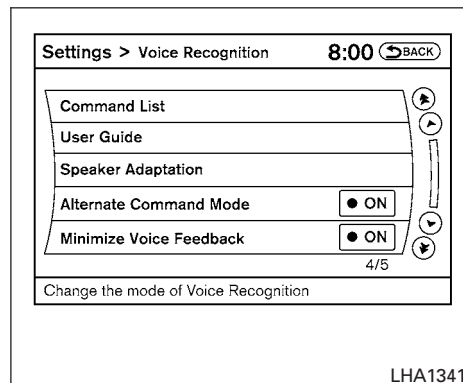 Settings > Voice Recognition 8:00 BACK
Command List
User Guide
Speaker Adaptation
Alternate Command Mode ON
Minimize Voice Feedback ON
4/5
Change the mode of Voice Recognition
LHA1341